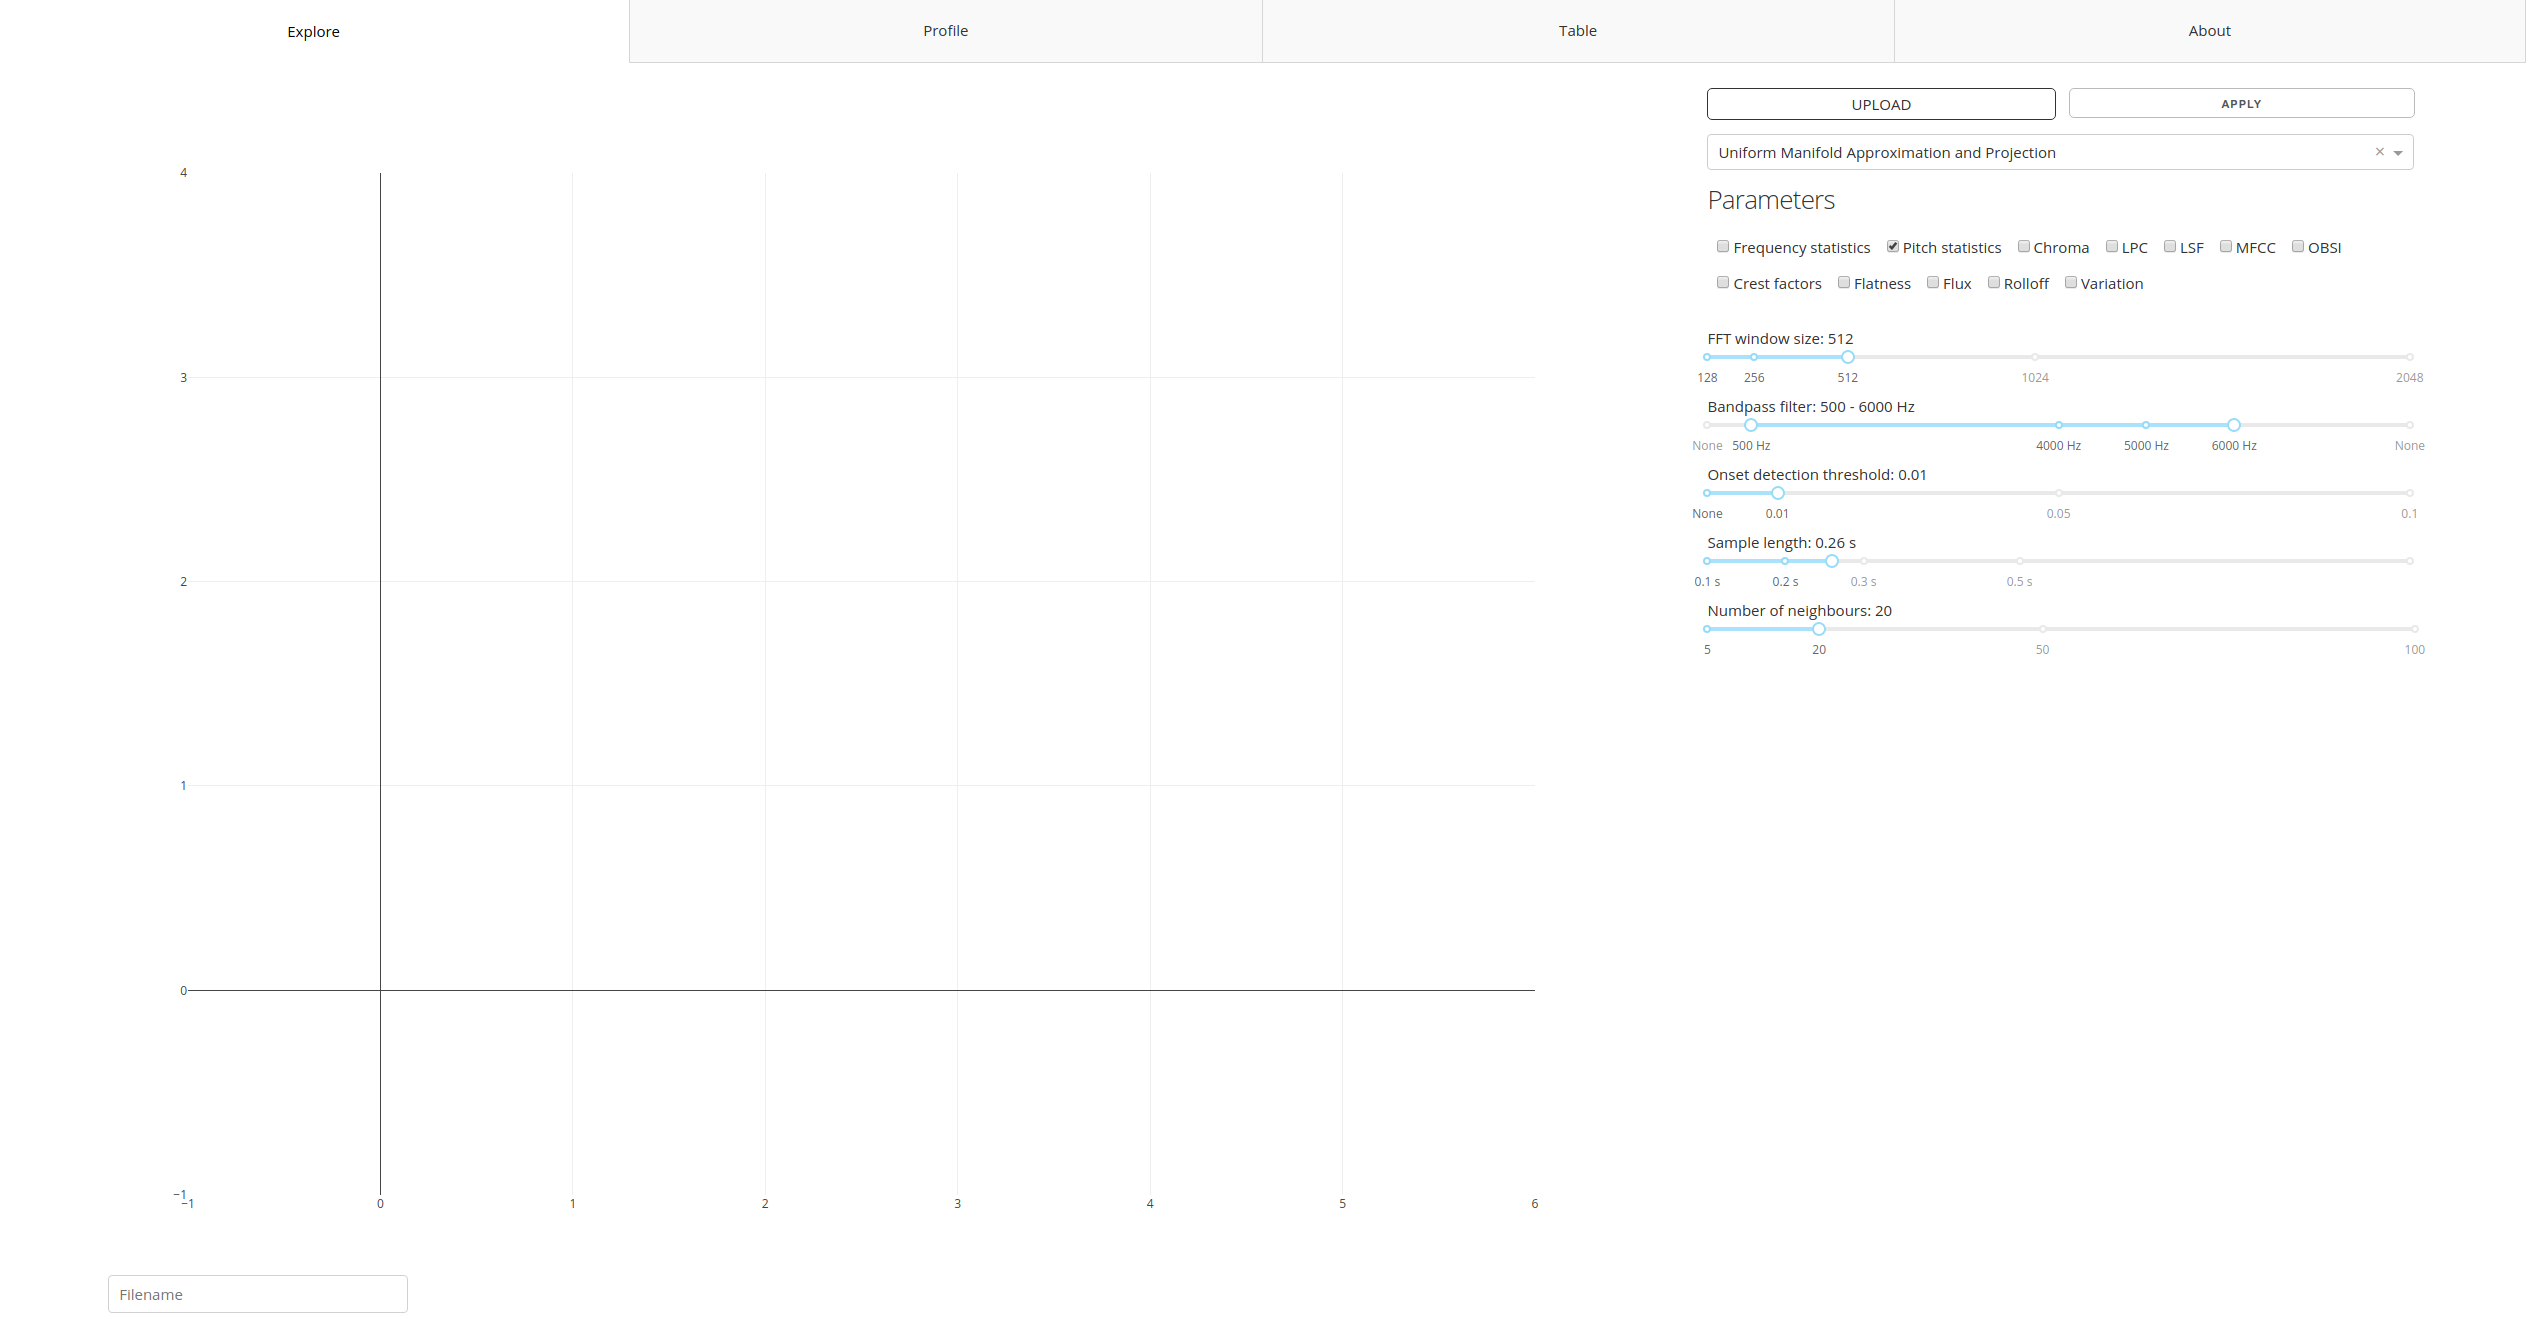 Explore Profile Table About
UPLOAD APPLY
Uniform Manifold Approximation and Projection × 
Parameters
Frequency statistics Pitch statistics Chroma LPC LSF MFCC OBSI
Crest factors Flatness Flux Rolloff Variation
FFT window size: 512
128 256 512 1024 2048
Bandpass filter: 500 - 6000 Hz
None 500 Hz 4000 Hz 5000 Hz 6000 Hz None
Onset detection threshold: 0.01
None 0.01 0.05 0.1
Sample length: 0.26 s
0.1 s 0.2 s 0.3 s 0.5 s
Number of neighbours: 20
5 20 50 100
4
3
2
1
0
−1
−1 0 1 2 3 4 5 6
Filename